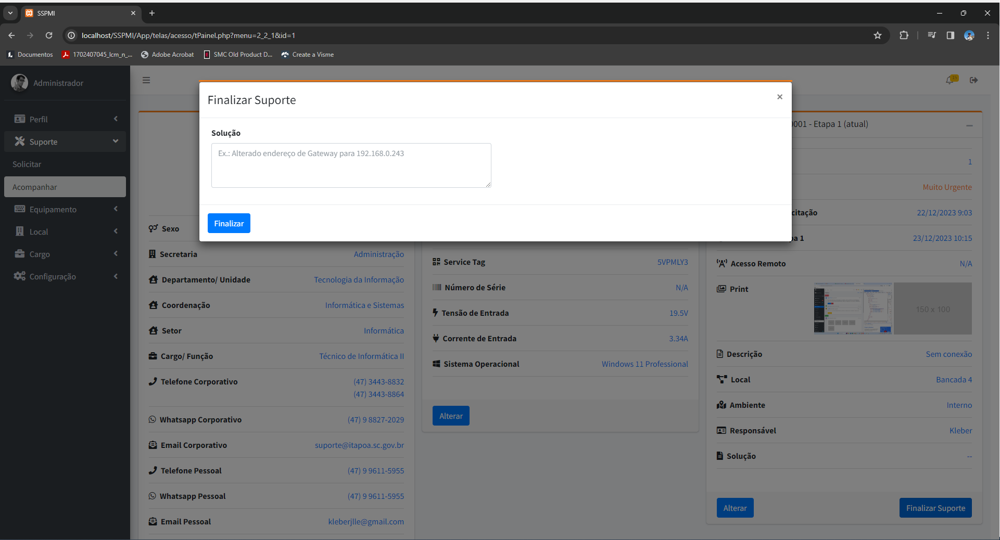 SSPMI
localhost/SSPMI/App/telas/acesso/tPainel.php?menu=2_2_1&id=1
Documentos
1702407045_lcm_n_...
Adobe Acrobat
SMC Old Product D...
Create a Visme
Administrador
15
Perfil
Suporte
Solicitar
Acompanhar
Equipamento
Local
Cargo
Configuração
Finalizar Suporte
×
Solução
Ex.: Alterado endereço de Gateway para 192.168.0.243
Finalizar
Sexo
Secretaria Administração
Departamento/ Unidade Tecnologia da Informação
Coordenação Informática e Sistemas
Setor Informática
Cargo/ Função Técnico de Informática II
Telefone Corporativo (47) 3443-8832
(47) 3443-8864
Whatsapp Corporativo (47) 9 8827-2029
Email Corporativo suporte@itapoa.sc.gov.br
Telefone Pessoal (47) 9 9611-5955
Whatsapp Pessoal (47) 9 9611-5955
Email Pessoal kleberjlle@gmail.com
Service Tag 5VPMLY3
Número de Série N/A
Tensão de Entrada 19.5V
Corrente de Entrada 3.34A
Sistema Operacional Windows 11 Professional
Alterar
0001 - Etapa 1 (atual)
1
Muito Urgente
citação 22/12/2023 9:03
pa 1 23/12/2023 10:15
Acesso Remoto N/A
Print
150 x 100
Descrição Sem conexão
Local Bancada 4
Ambiente Interno
Responsável Kleber
Solução --
Alterar
Finalizar Suporte